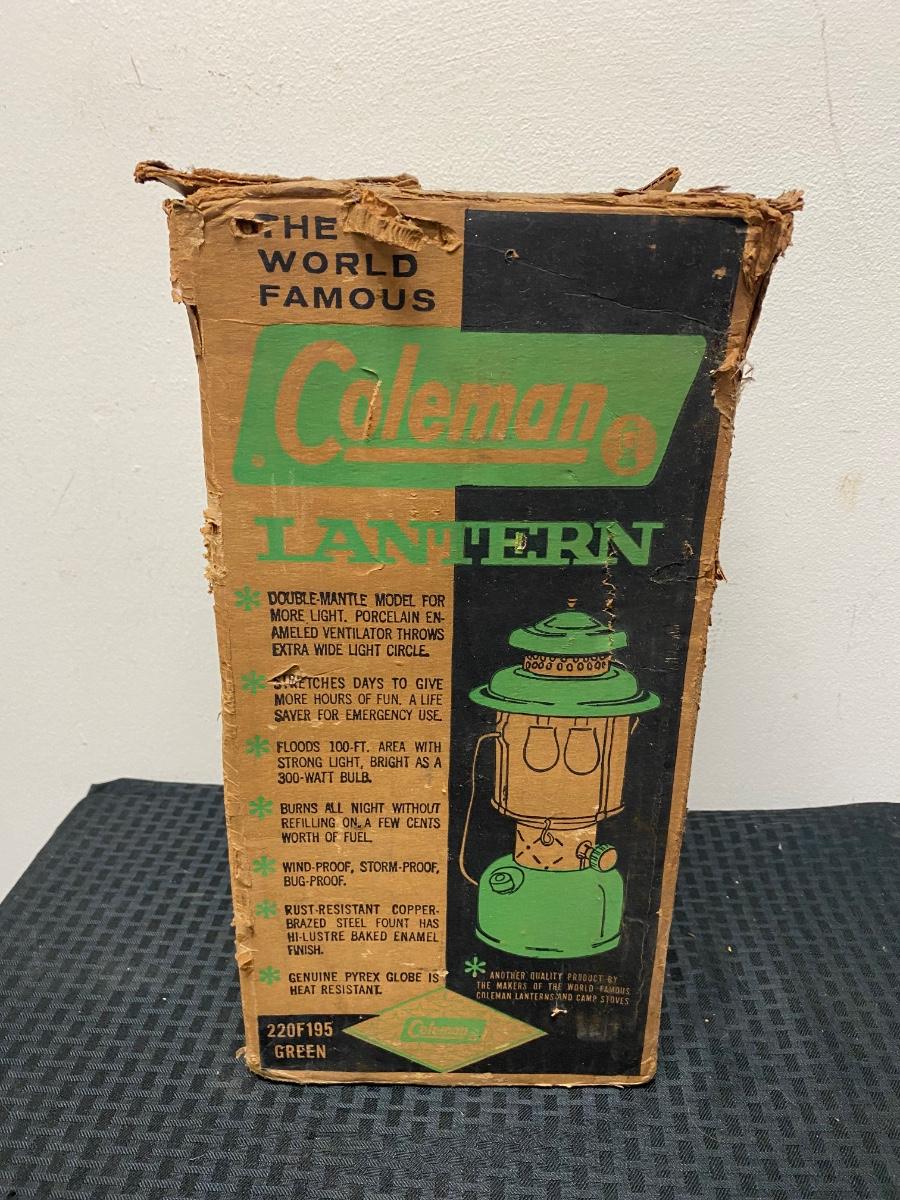 THE
WORLD
FAMOUS
Coleman
LANTERN
* DOUBLE-MANTLE MODEL FOR
MORE LIGHT. PORCELAIN EN-
AMELED VENTILATOR THROWS
EXTRA WIDE LIGHT CIRCLE.
* STRETCHES DAYS TO GIVE
MORE HOURS OF FUN. A LIFE
SAVER FOR EMERGENCY USE.
* FLOODS 100-FT. AREA WITH
STRONG LIGHT, BRIGHT AS A
300-WATT BULB.
* BURNS ALL NIGHT WITHOUT
REFILLING ON A FEW CENTS
WORTH OF FUEL.
* WIND-PROOF, STORM-PROOF,
BUG-PROOF.
* RUST-RESISTANT COPPER-
BRAZED STEEL FOUNT HAS
HI-LUSTRE BAKED ENAMEL
FINISH.
* GENUINE PYREX GLOBE IS
HEAT RESISTANT.
* ANOTHER QUALITY PRODUCT BY
THE MAKERS OF THE WORLD FAMOUS
COLEMAN LANTERNS AND CAMP STOVES
220F195
GREEN
Coleman